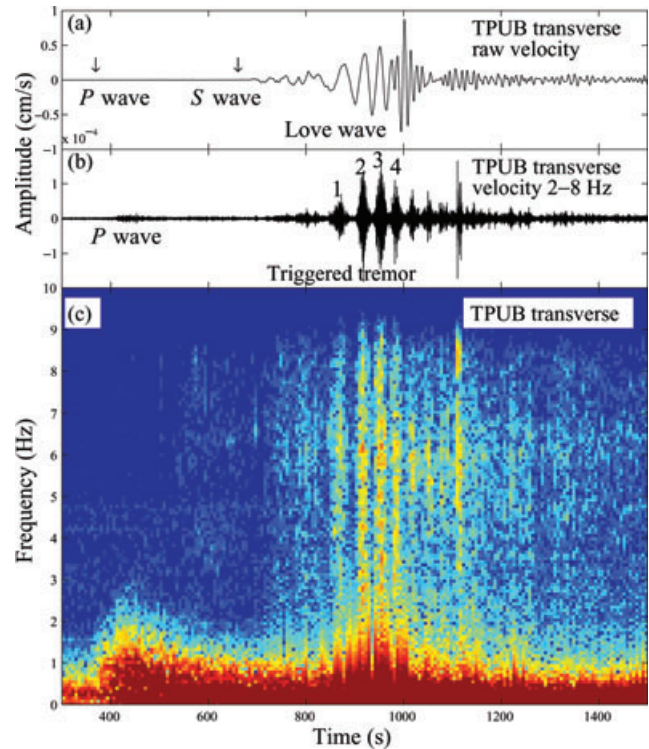 (a)
TPUB transverse
raw velocity
P wave
S wave
Love wave
1
0.5
0
−0.5
−1
x 10⁻⁴
Amplitude (cm/s)
(b)
1 2 3 4
TPUB transverse
velocity 2−8 Hz
P wave
Triggered tremor
1
0
−1
(c)
TPUB transverse
10
9
8
7
6
5
4
3
2
1
0
Frequency (Hz)
400 600 800 1000 1200 1400
Time (s)